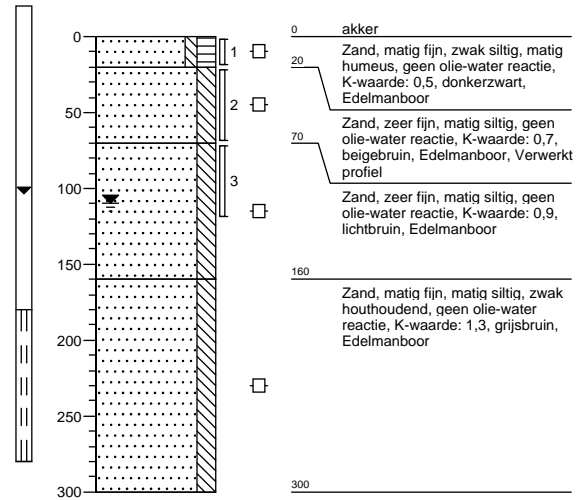 0
50
100
150
200
250
300
1
2
3
0 akker
Zand, matig fijn, zwak siltig, matig
humeus, geen olie-water reactie,
K-waarde: 0,5, donkerzwart,
Edelmanboor
20
Zand, zeer fijn, matig siltig, geen
olie-water reactie, K-waarde: 0,7,
beigebruin, Edelmanboor, Verwerkt
profiel
70
Zand, zeer fijn, matig siltig, geen
olie-water reactie, K-waarde: 0,9,
lichtbruin, Edelmanboor
160
Zand, matig fijn, matig siltig, zwak
houthoudend, geen olie-water
reactie, K-waarde: 1,3, grijsbruin,
Edelmanboor
300